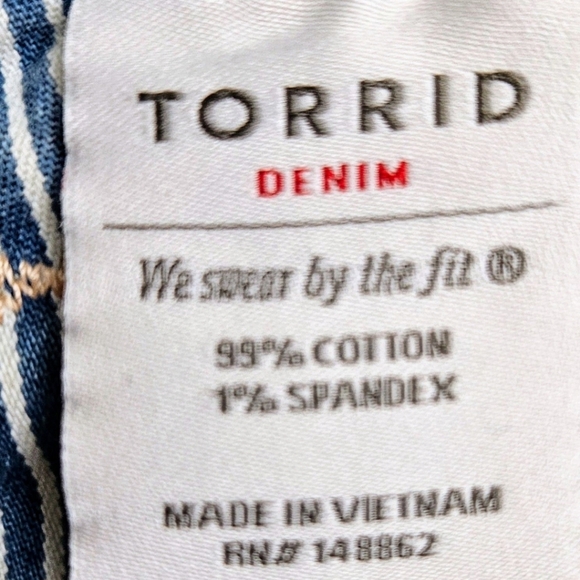 TORRID
DENIM
We swear by the fit ®
99% COTTON
1% SPANDEX
MADE IN VIETNAM
RN# 148862